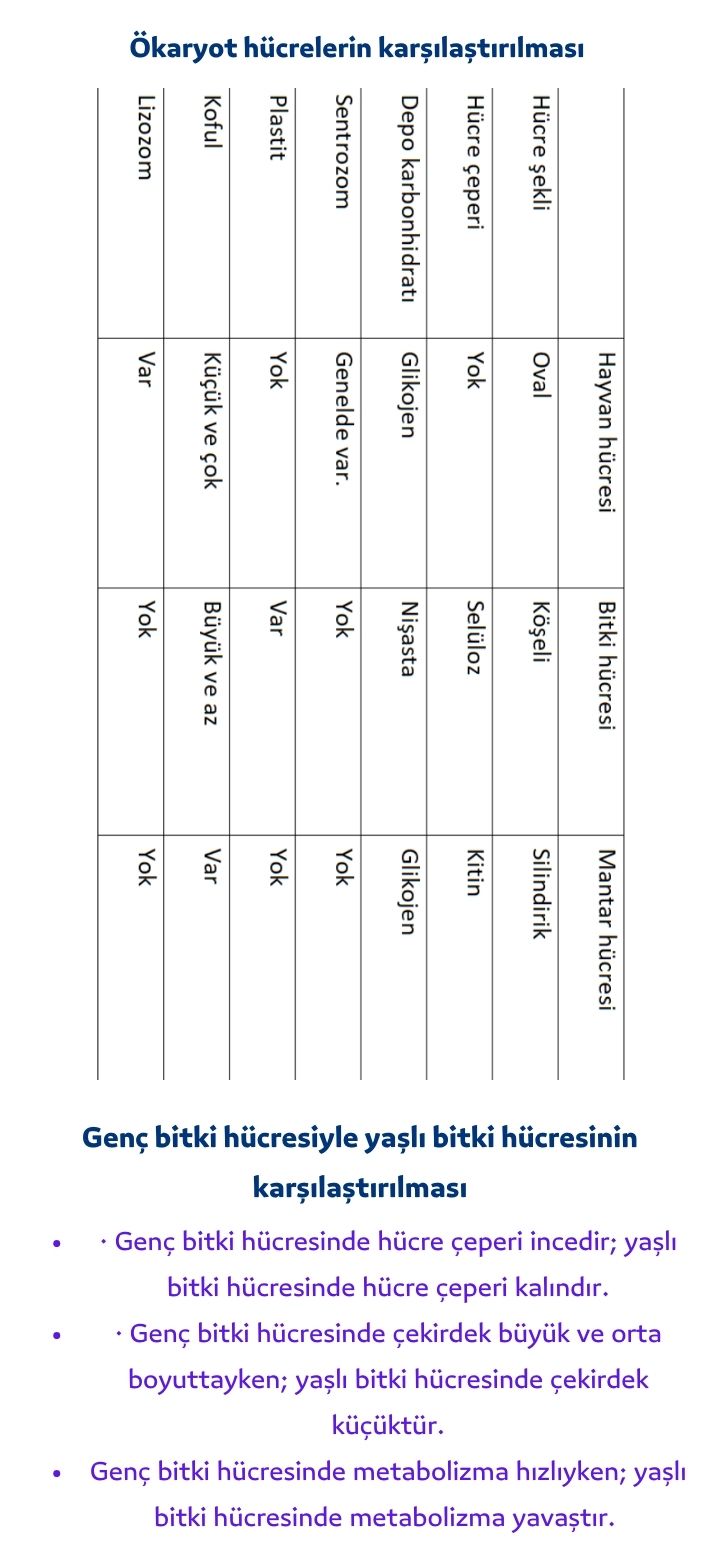 Ökaryot hücrelerin karşılaştırılması
Hayvan hücresi Bitki hücresi Mantar hücresi
Hücre şekli Oval Köşeli Silindirik
Hücre çeperi Yok Selüloz Kitin
Depo karbonhidratı Glikojen Nişasta Glikojen
Sentrozom Genelde var. Yok Yok
Plastit Yok Var Yok
Koful Küçük ve çok Büyük ve az Var
Lizozom Var Yok Yok
Genç bitki hücresiyle yaşlı bitki hücresinin
karşılaştırılması
• · Genç bitki hücresinde hücre çeperi incedir; yaşlı
bitki hücresinde hücre çeperi kalındır.
• · Genç bitki hücresinde çekirdek büyük ve orta
boyuttayken; yaşlı bitki hücresinde çekirdek
küçüktür.
• Genç bitki hücresinde metabolizma hızlıyken; yaşlı
bitki hücresinde metabolizma yavaştır.